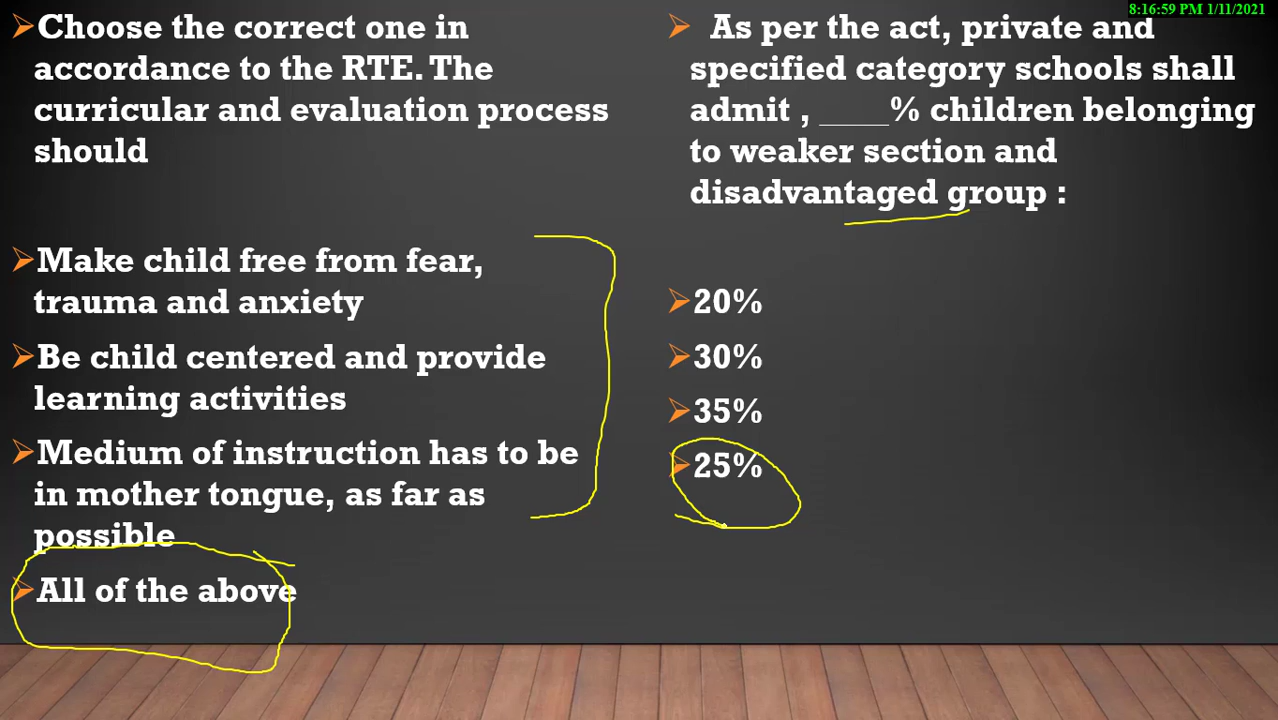 8:16:59 PM 1/11/2021
Choose the correct one in
accordance to the RTE. The
curricular and evaluation process
should
Make child free from fear,
trauma and anxiety
Be child centered and provide
learning activities
Medium of instruction has to be
in mother tongue, as far as
possible
All of the above
As per the act, private and
specified category schools shall
admit , ____% children belonging
to weaker section and
disadvantaged group :
20%
30%
35%
25%